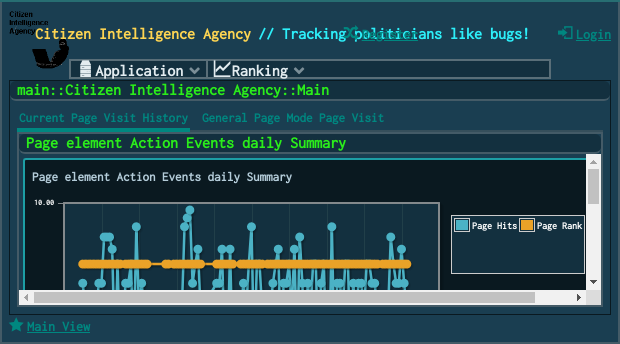 Citizen
Intelligence
Agency
Citizen Intelligence Agency // Tracking politicians like bugs!
Register
Login
Application
Ranking
main::Citizen Intelligence Agency::Main
Current Page Visit History
General Page Mode Page Visit
Page element Action Events daily Summary
Page element Action Events daily Summary
10.00
Page Hits
Page Rank
Main View